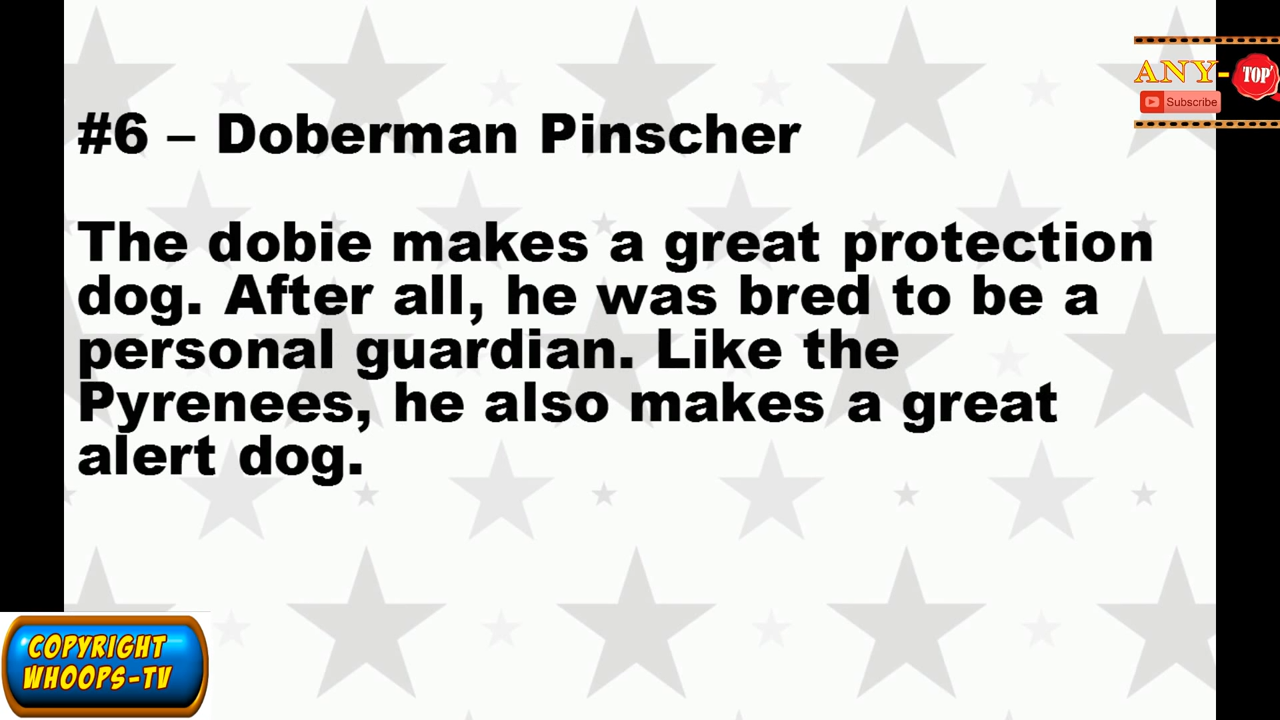 #6 – Doberman Pinscher
The dobie makes a great protection
dog. After all, he was bred to be a
personal guardian. Like the
Pyrenees, he also makes a great
alert dog.
ANY-TOP
Subscribe
COPYRIGHT
WHOOPS-TV